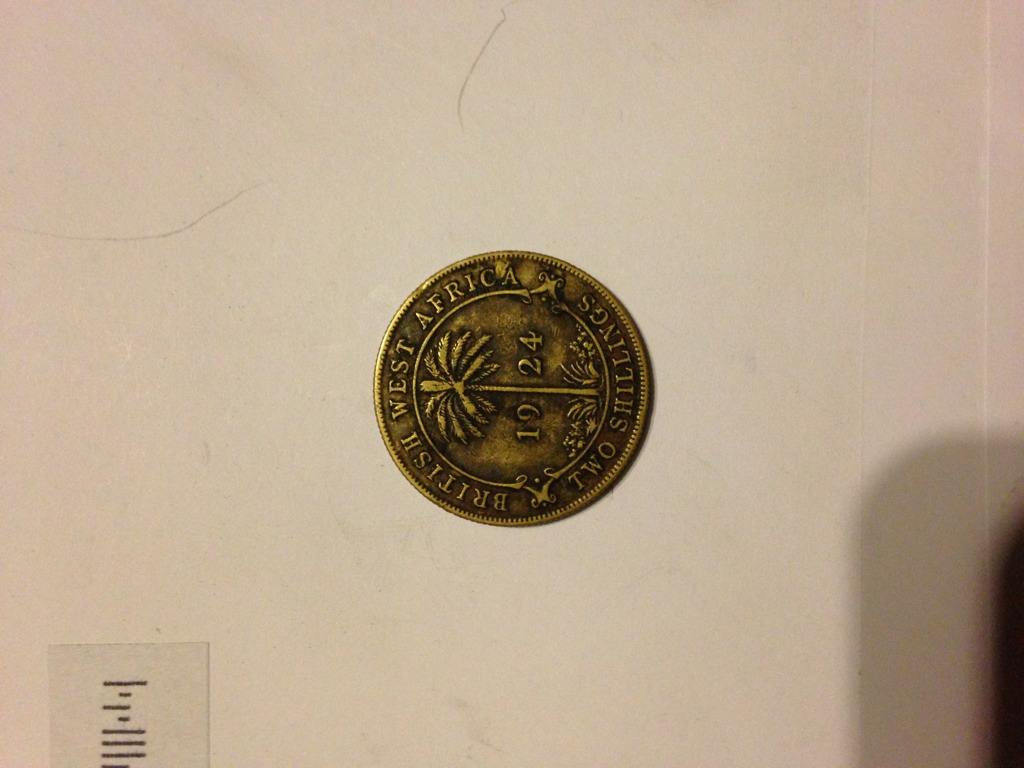 BRITISH WEST AFRICA
19 24
TWO SHILLINGS